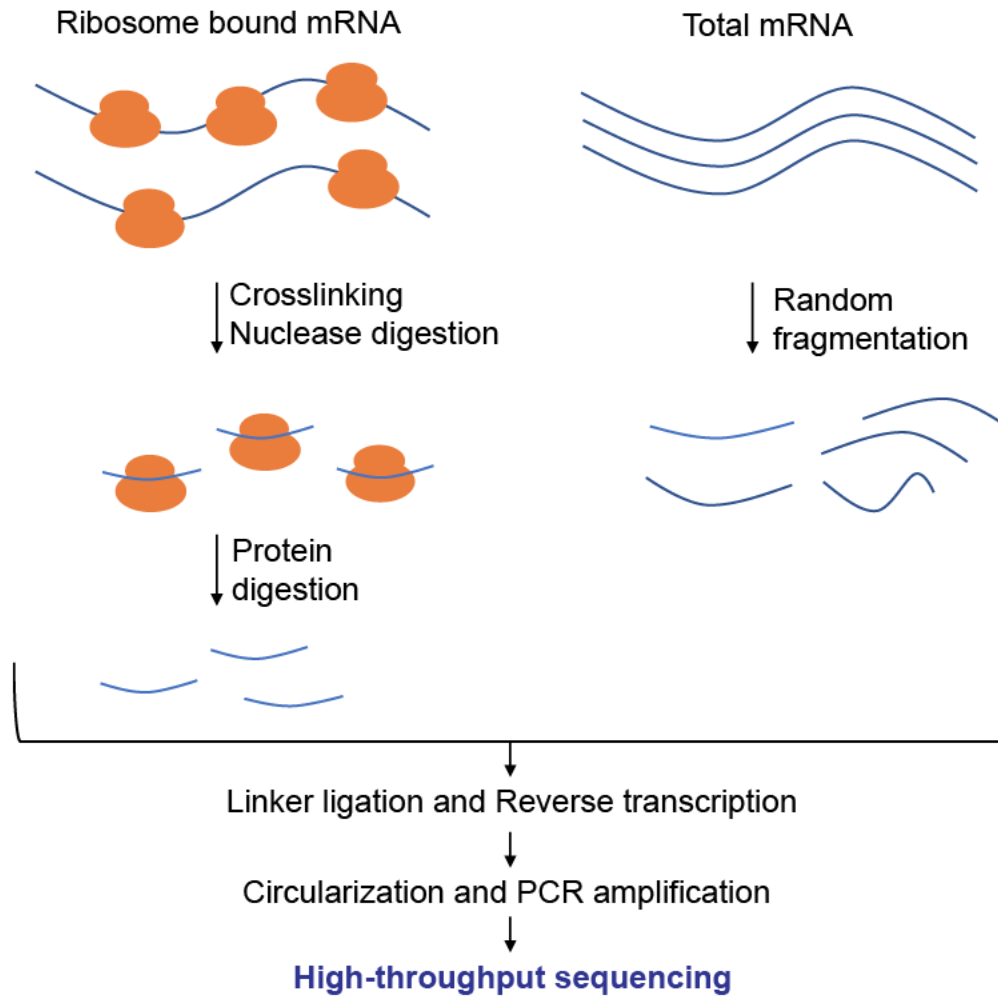 Ribosome bound mRNA
Total mRNA
Crosslinking
Nuclease digestion
Random
fragmentation
Protein
digestion
Linker ligation and Reverse transcription
Circularization and PCR amplification
High-throughput sequencing